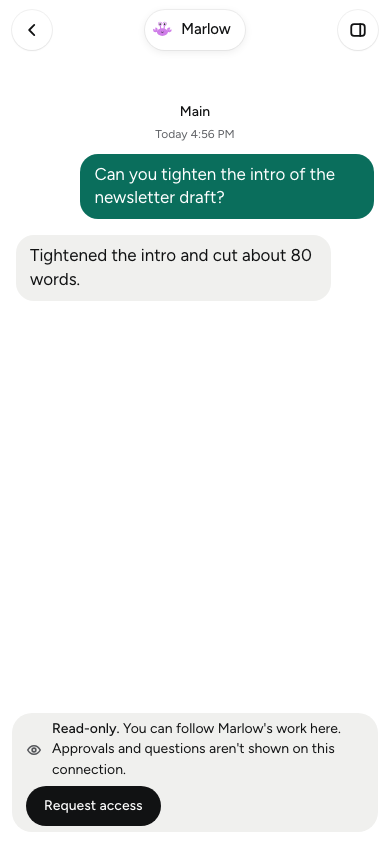 Marlow
Main
Today 4:56 PM
Can you tighten the intro of the
newsletter draft?
Tightened the intro and cut about 80
words.
Read-only. You can follow Marlow's work here.
Approvals and questions aren't shown on this
connection.
Request access